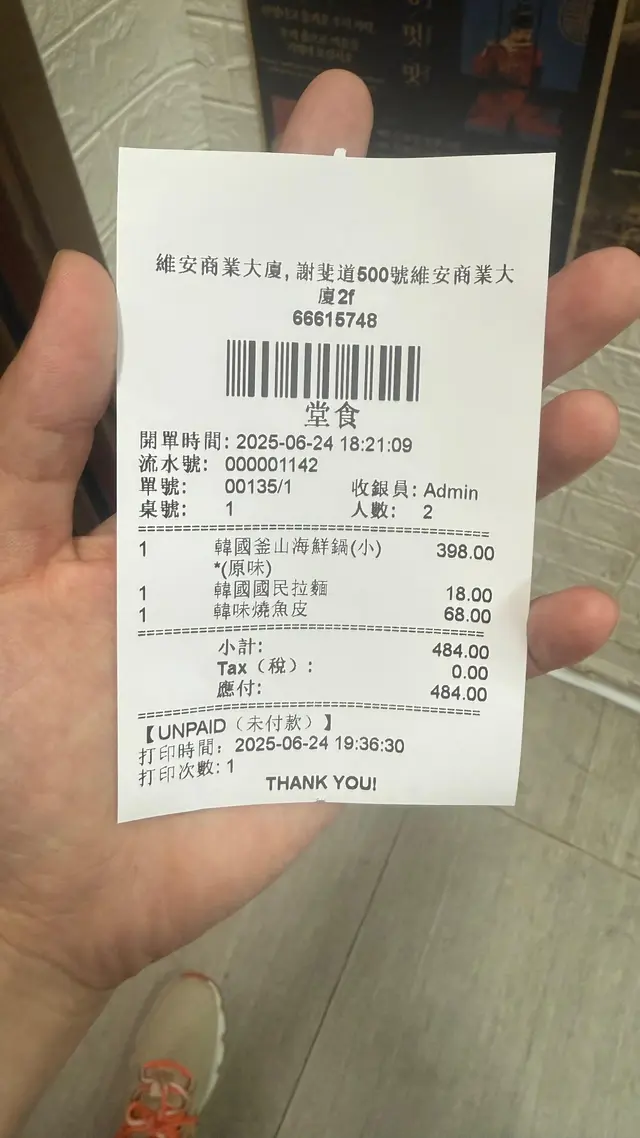 維安商業大廈, 謝斐道500號維安商業大
廈2f
66615748
堂食
開單時間: 2025-06-24 18:21:09
流水號: 000001142
單號: 00135/1 收銀員: Admin
桌號: 1 人數: 2
================================================
1 韓國釜山海鮮鍋(小) 398.00
*(原味)
1 韓國國民拉麵 18.00
1 韓味燒魚皮 68.00
================================================
小計: 484.00
Tax（稅）: 0.00
應付: 484.00
================================================
【UNPAID（未付款）】
打印時間: 2025-06-24 19:36:30
打印次數: 1
THANK YOU!